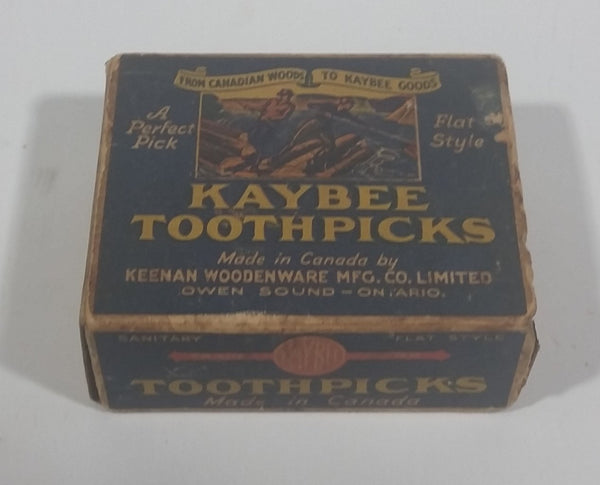 FROM CANADIAN WOODS TO KAYBEE GOODS
A Perfect Pick
Flat Style
KAYBEE
TOOTHPICKS
Made in Canada by
KEENAN WOODENWARE MFG. CO. LIMITED
OWEN SOUND - ONTARIO.
SANITARY
FLAT STYLE
KAYBEE
TOOTHPICKS
Made in Canada